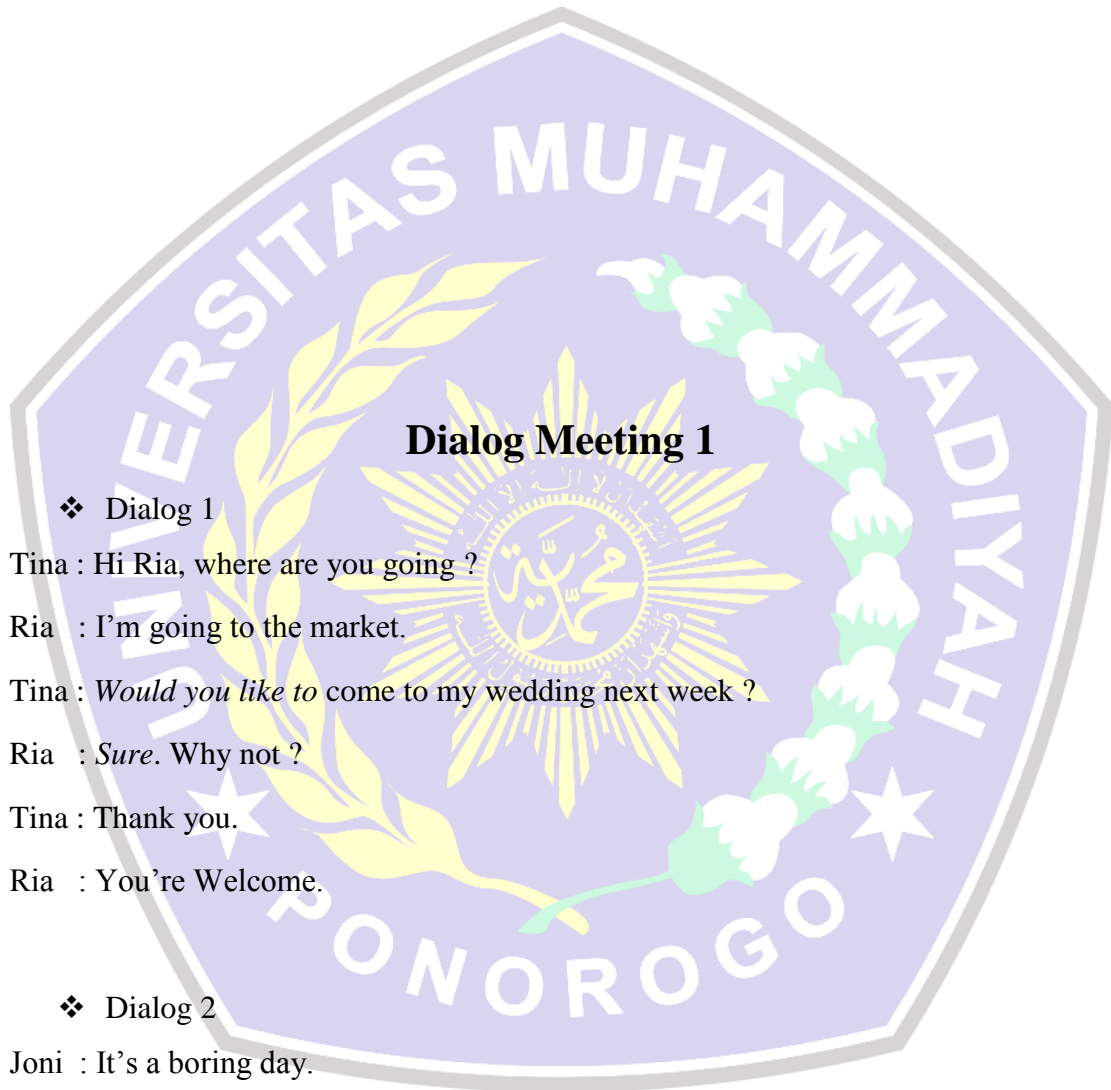 UNIVERSITAS MUHAMMADIYAH
Dialog Meeting 1
❖ Dialog 1
Tina : Hi Ria, where are you going ?
Ria : I’m going to the market.
Tina : Would you like to come to my wedding next week ?
Ria : Sure. Why not ?
Tina : Thank you.
Ria : You’re Welcome.
PONOROGO
❖ Dialog 2
Joni : It’s a boring day.